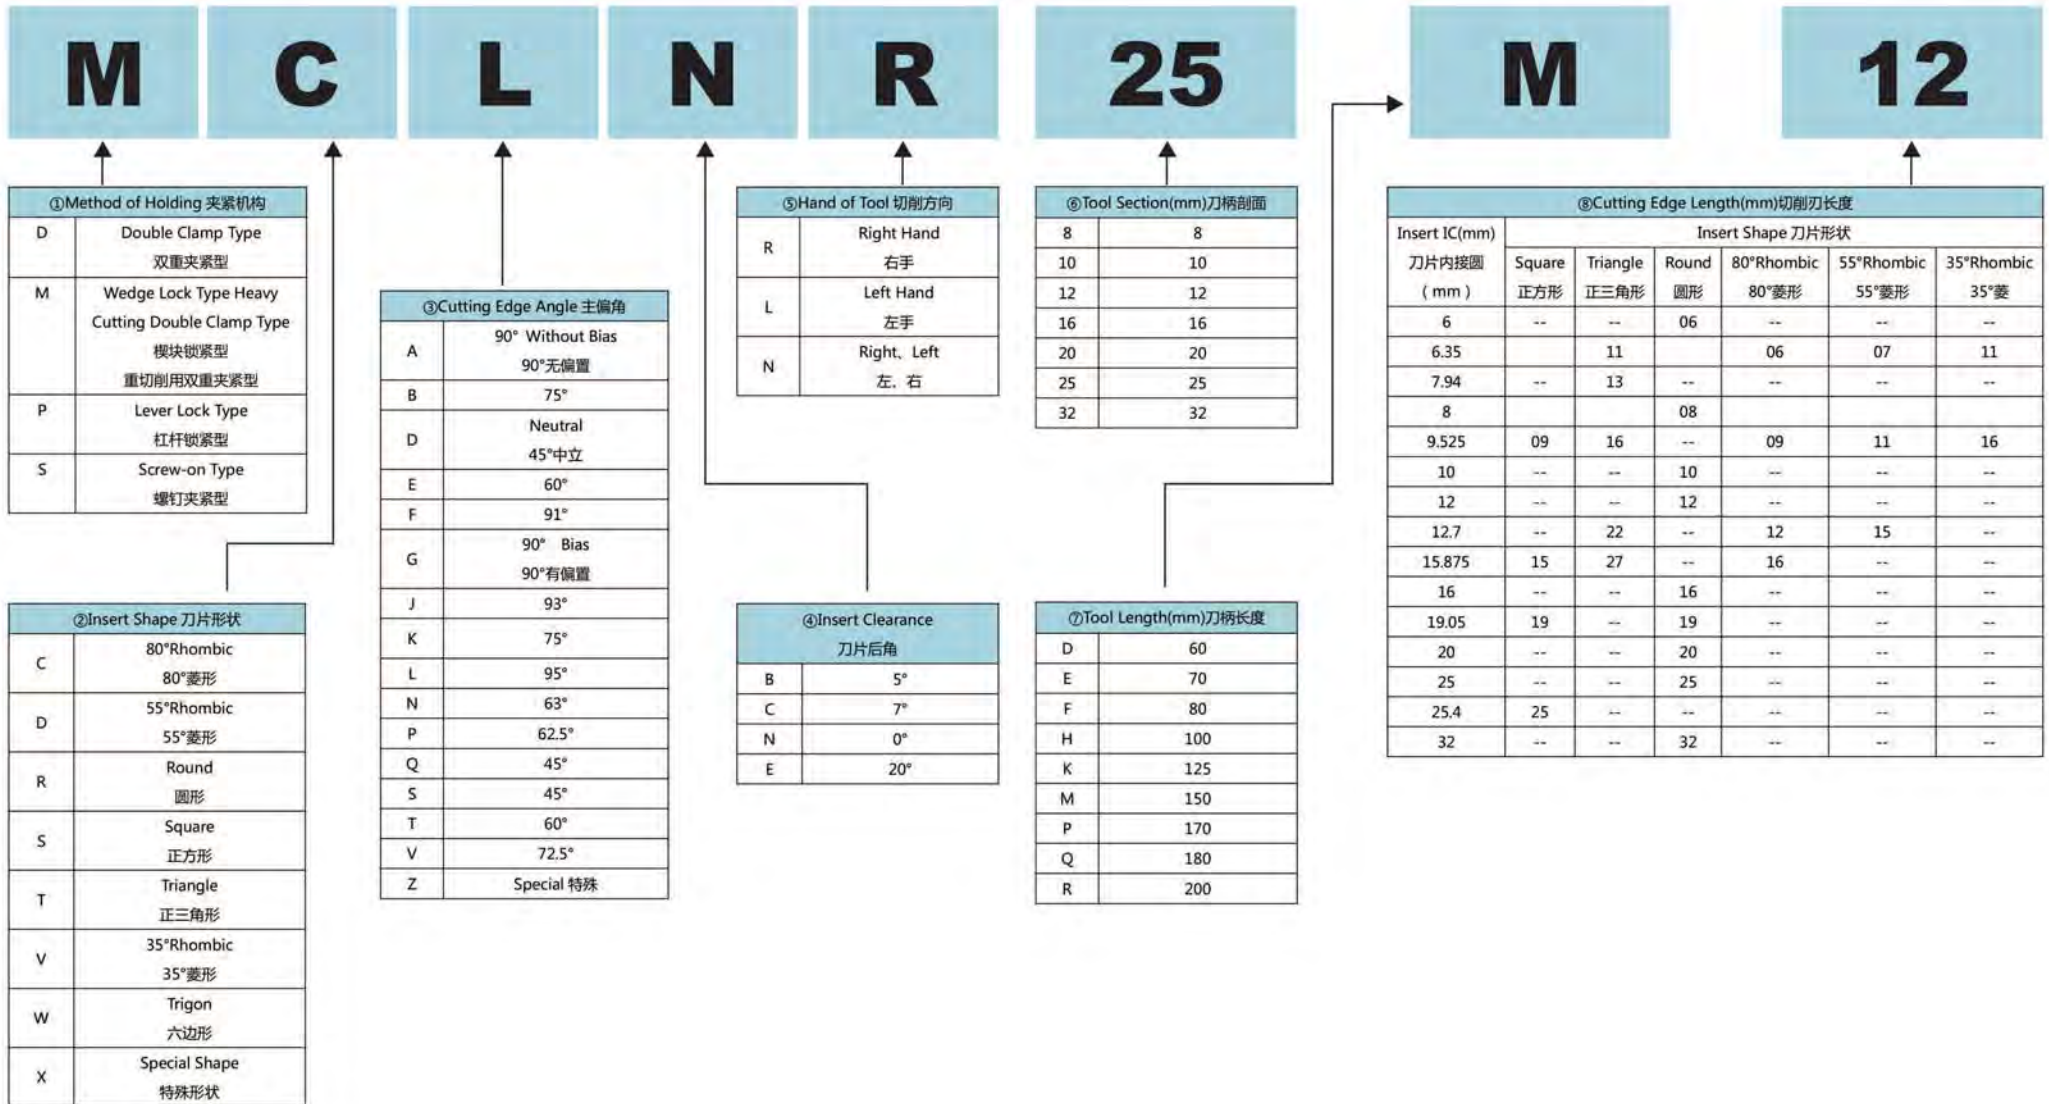 M C L N R 25 M 12
①Method of Holding 夹紧机构
D Double Clamp Type
双重夹紧型
M Wedge Lock Type Heavy
Cutting Double Clamp Type
楔块锁紧型
重切削用双重夹紧型
P Lever Lock Type
杠杆锁紧型
S Screw-on Type
螺钉夹紧型
②Insert Shape 刀片形状
C 80°Rhombic
80°菱形
D 55°Rhombic
55°菱形
R Round
圆形
S Square
正方形
T Triangle
正三角形
V 35°Rhombic
35°菱形
W Trigon
六边形
X Special Shape
特殊形状
③Cutting Edge Angle 主偏角
A 90° Without Bias
90°无偏置
B 75°
D Neutral
45°中立
E 60°
F 91°
G 90° Bias
90°有偏置
J 93°
K 75°
L 95°
N 63°
P 62.5°
Q 45°
S 45°
T 60°
V 72.5°
Z Special 特殊
④Insert Clearance
刀片后角
B 5°
C 7°
N 0°
E 20°
⑤Hand of Tool 切削方向
R Right Hand
右手
L Left Hand
左手
N Right、Left
左、右
⑥Tool Section(mm)刀柄剖面
8 8
10 10
12 12
16 16
20 20
25 25
32 32
⑦Tool Length(mm)刀柄长度
D 60
E 70
F 80
H 100
K 125
M 150
P 170
Q 180
R 200
⑧Cutting Edge Length(mm)切削刃长度
Insert IC(mm) Insert Shape 刀片形状
刀片内接圆 Square Triangle Round 80°Rhombic 55°Rhombic 35°Rhombic
( mm ) 正方形 正三角形 圆形 80°菱形 55°菱形 35°菱
6 -- -- 06 -- -- --
6.35 11 06 07 11
7.94 -- 13 -- -- -- --
8 08
9.525 09 16 -- 09 11 16
10 -- -- 10 -- -- --
12 -- -- 12 -- -- --
12.7 -- 22 -- 12 15 --
15.875 15 27 -- 16 --
16 -- -- 16 -- -- --
19.05 19 -- 19 -- -- --
20 -- -- 20 -- -- --
25 -- -- 25 -- -- --
25.4 25 -- -- -- -- --
32 -- -- 32 -- -- --